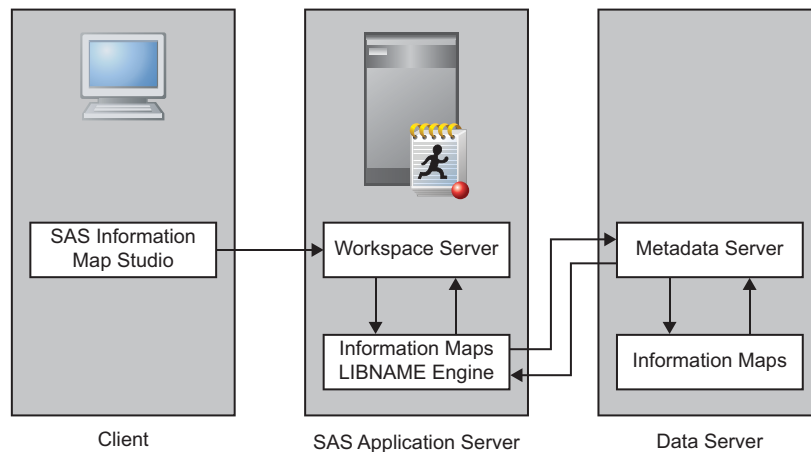 SAS Information
Map Studio
Workspace Server
Metadata Server
Information Maps
LIBNAME Engine
Information Maps
Client
SAS Application Server
Data Server